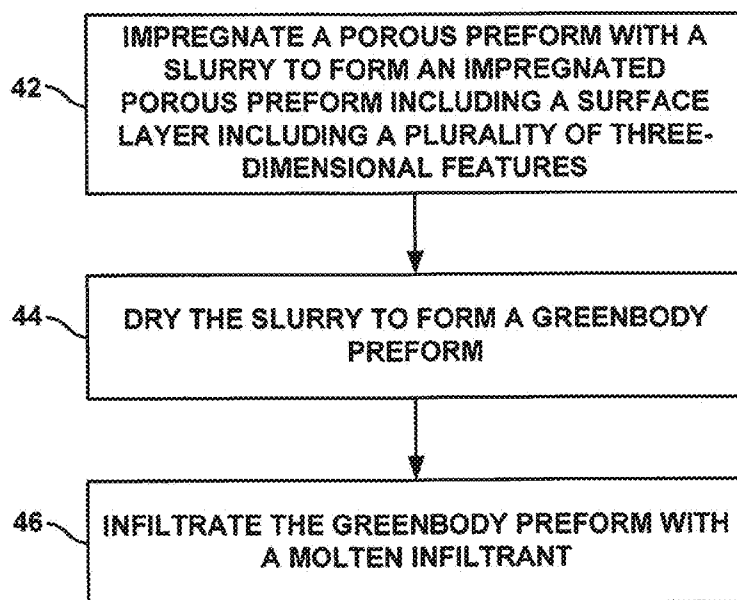 42
IMPREGNATE A POROUS PREFORM WITH A
SLURRY TO FORM AN IMPREGNATED
POROUS PREFORM INCLUDING A SURFACE
LAYER INCLUDING A PLURALITY OF THREE-
DIMENSIONAL FEATURES
44
DRY THE SLURRY TO FORM A GREENBODY
PREFORM
46
INFILTRATE THE GREENBODY PREFORM WITH
A MOLTEN INFILTRANT